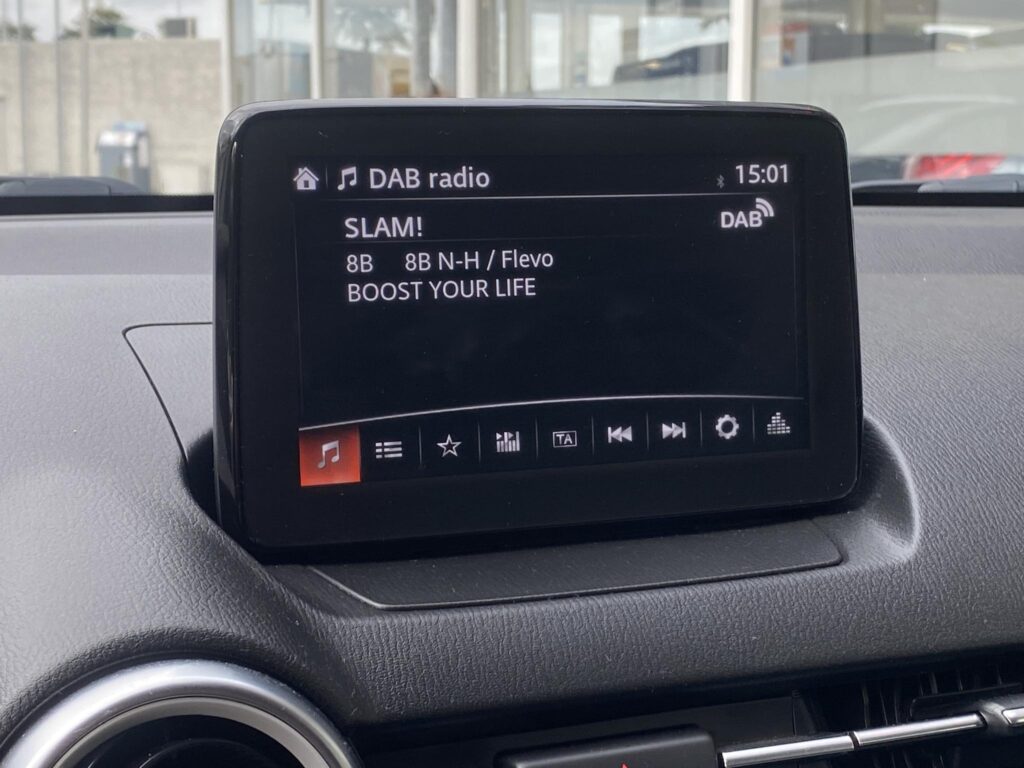 DAB radio 15:01
SLAM! DAB
8B 8B N-H / Flevo
BOOST YOUR LIFE
TA